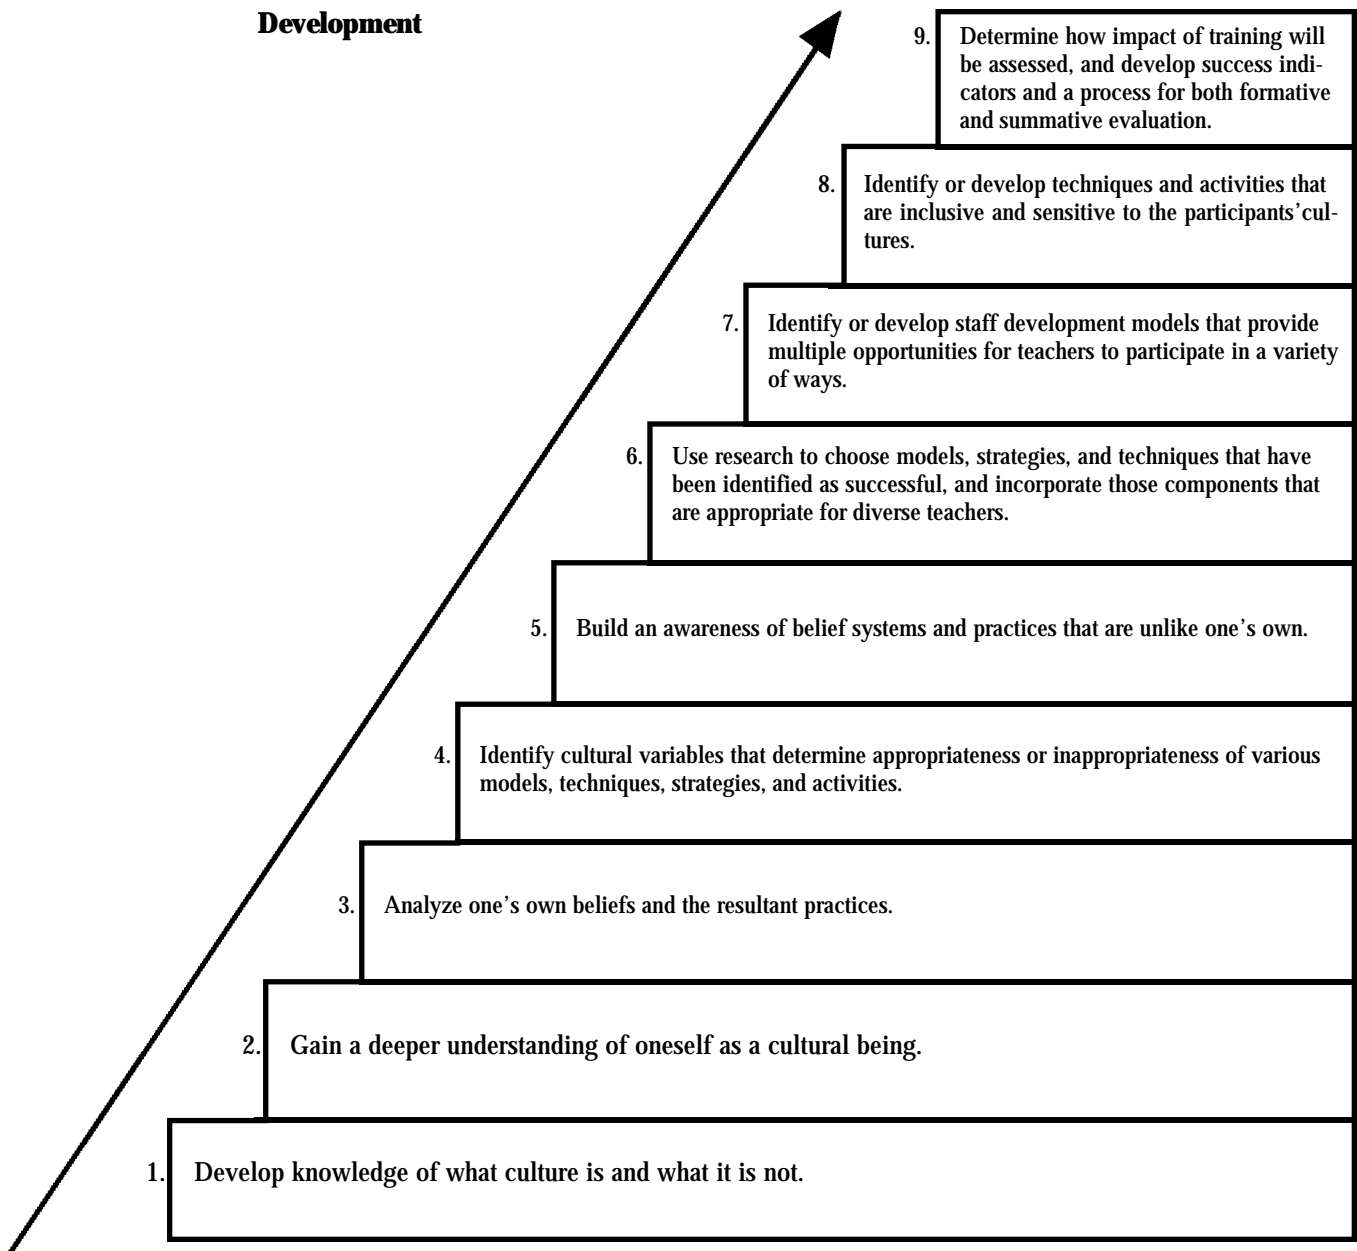 Development
9. Determine how impact of training will
be assessed, and develop success indi-
cators and a process for both formative
and summative evaluation.
8. Identify or develop techniques and activities that
are inclusive and sensitive to the participants’cul-
tures.
7. Identify or develop staff development models that provide
multiple opportunities for teachers to participate in a variety
of ways.
6. Use research to choose models, strategies, and techniques that have
been identified as successful, and incorporate those components that
are appropriate for diverse teachers.
5. Build an awareness of belief systems and practices that are unlike one’s own.
4. Identify cultural variables that determine appropriateness or inappropriateness of various
models, techniques, strategies, and activities.
3. Analyze one’s own beliefs and the resultant practices.
2. Gain a deeper understanding of oneself as a cultural being.
1. Develop knowledge of what culture is and what it is not.